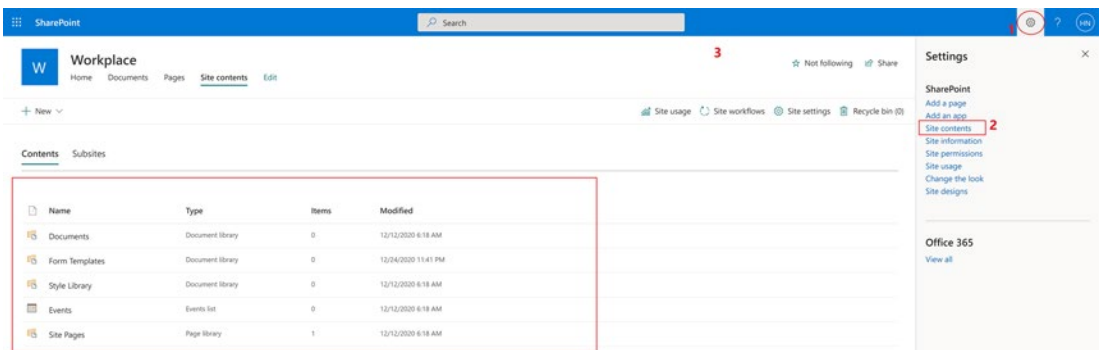 SharePoint
Search
1
?
HN
W
Workplace
Home Documents Pages Site contents Edit
3
Not following Share
New
Site usage Site workflows Site settings Recycle bin (0)
Contents Subsites
Name Type Items Modified
Documents Document library 0 12/12/2020 6:18 AM
Form Templates Document library 0 12/24/2020 11:41 PM
Style Library Document library 0 12/12/2020 6:18 AM
Events Events list 0 12/12/2020 6:18 AM
Site Pages Page library 1 12/12/2020 6:18 AM
Settings
SharePoint
Add a page
Add an app
Site contents 2
Site information
Site permissions
Site usage
Change the look
Site designs
Office 365
View all